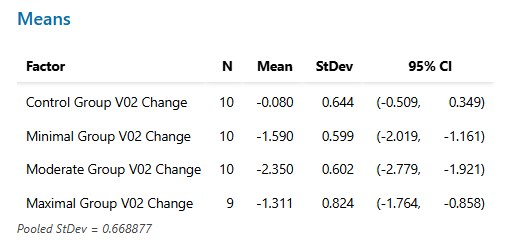 Means
Factor N Mean StDev 95% CI
Control Group V02 Change 10 -0.080 0.644 (-0.509, 0.349)
Minimal Group V02 Change 10 -1.590 0.599 (-2.019, -1.161)
Moderate Group V02 Change 10 -2.350 0.602 (-2.779, -1.921)
Maximal Group V02 Change 9 -1.311 0.824 (-1.764, -0.858)
Pooled StDev = 0.668877